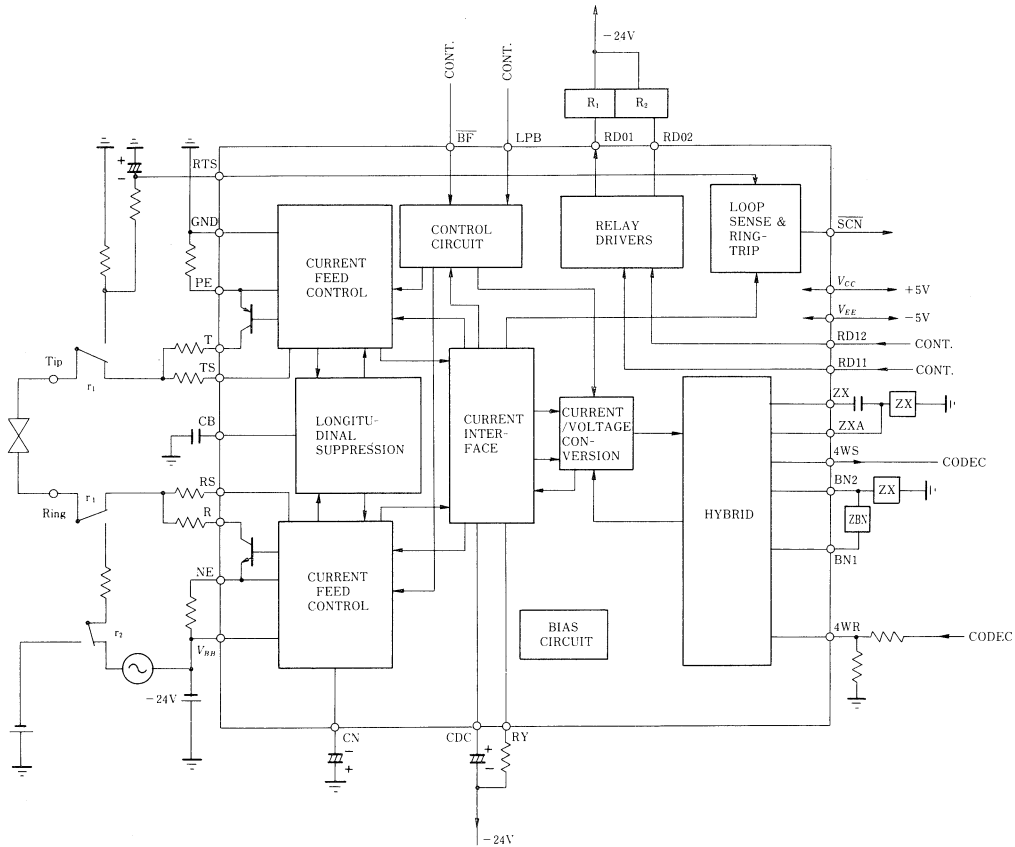 −24V
CONT.
CONT.
R₁
R₂
BF
LPB
RD01
RD02
RTS
+
−
GND
PE
T
TS
CB
RS
R
NE
V_BB
Tip
r₁
Ring
r₁
r₂
−24V
CURRENT
FEED
CONTROL
CONTROL
CIRCUIT
RELAY
DRIVERS
LOOP
SENSE &
RING-
TRIP
SCN
V_CC
+5V
V_EE
−5V
RD12
CONT.
RD11
CONT.
LONGITU-
DINAL
SUPPRESSION
CURRENT
INTER-
FACE
CURRENT
/VOLTAGE
CON-
VERSION
HYBRID
ZX
ZX
ZXA
4WS
CODEC
BN2
ZX
ZBN
BN1
4WR
CODEC
CURRENT
FEED
CONTROL
BIAS
CIRCUIT
CN
−
+
CDC
+
−
RY
−24V